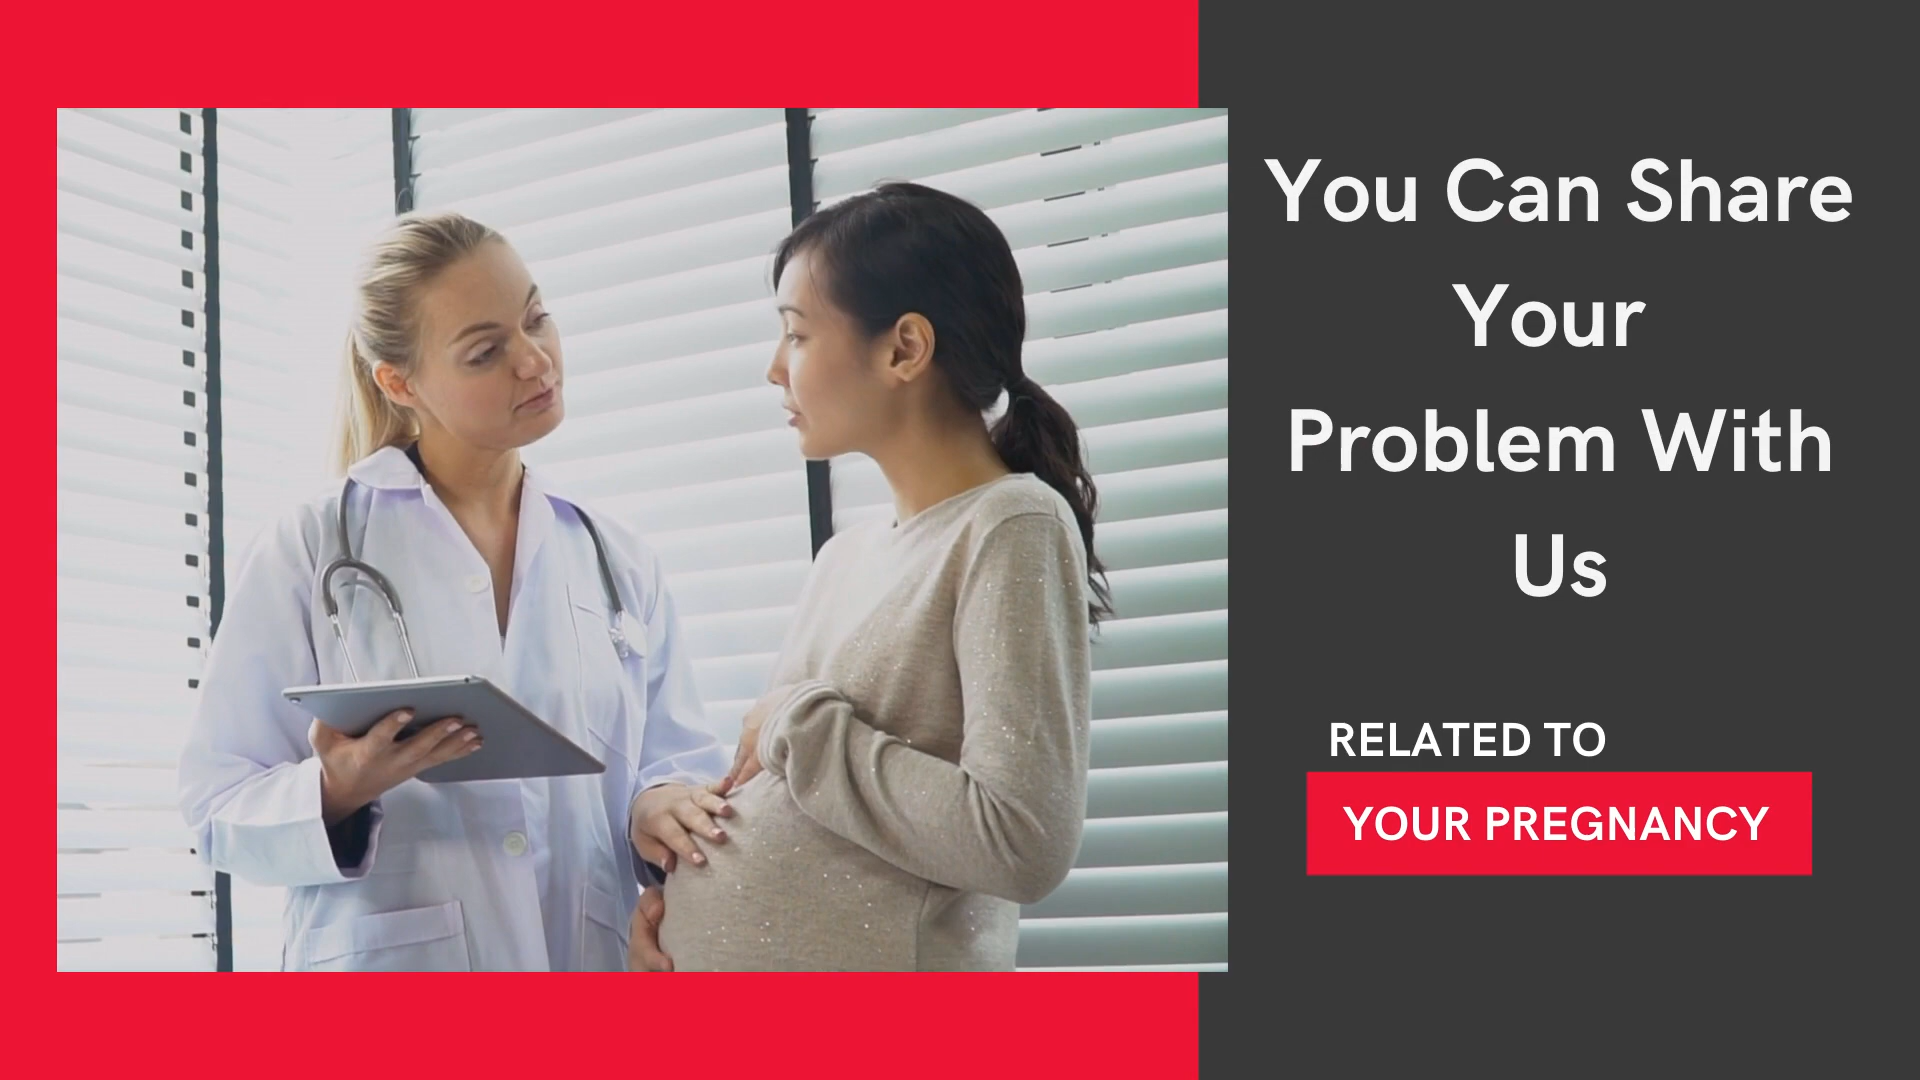 You Can Share
Your
Problem With
Us
RELATED TO
YOUR PREGNANCY